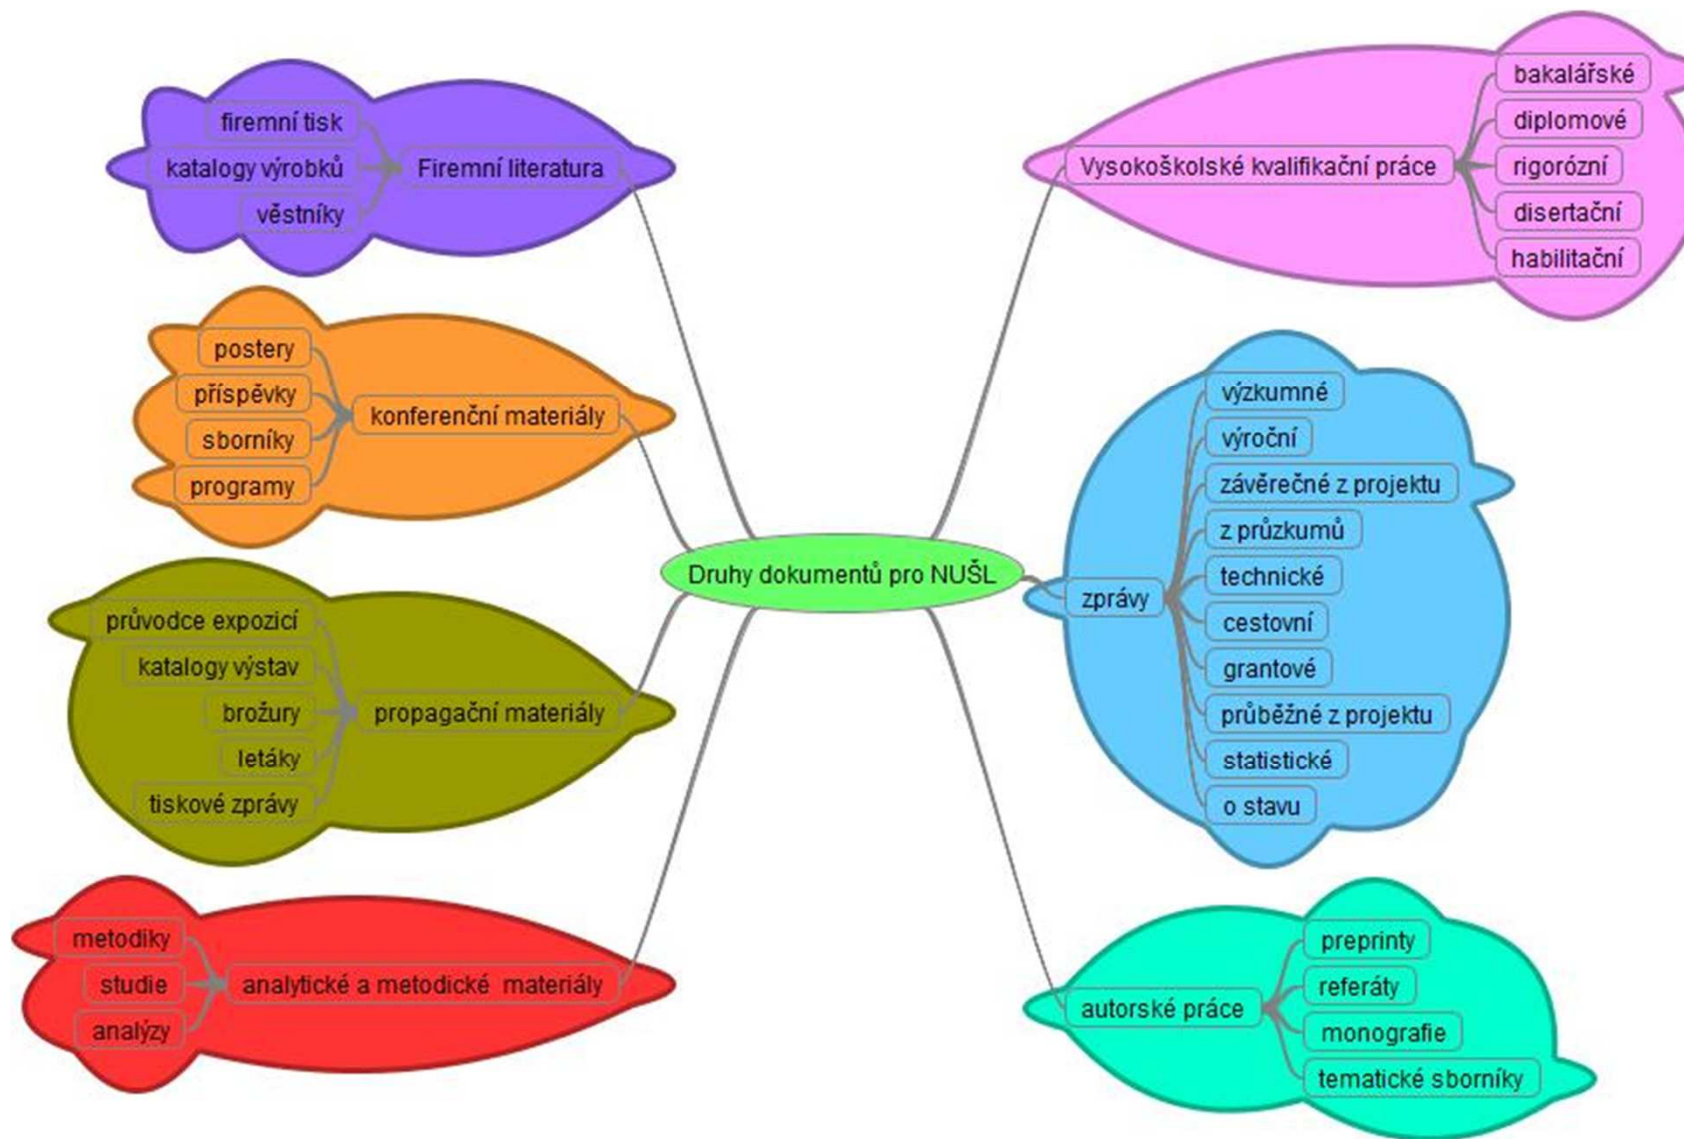 Druhy dokumentů pro NUŠL
Firemní literatura
firemní tisk
katalogy výrobků
věstníky
konferenční materiály
postery
příspěvky
sborníky
programy
propagační materiály
průvodce expozicí
katalogy výstav
brožury
letáky
tiskové zprávy
analytické a metodické  materiály
metodiky
studie
analýzy
Vysokoškolské kvalifikační práce
bakalářské
diplomové
rigorózní
disertační
habilitační
zprávy
výzkumné
výroční
závěrečné z projektu
z průzkumů
technické
cestovní
grantové
průběžné z projektu
statistické
o stavu
autorské práce
preprinty
referáty
monografie
tematické sborníky